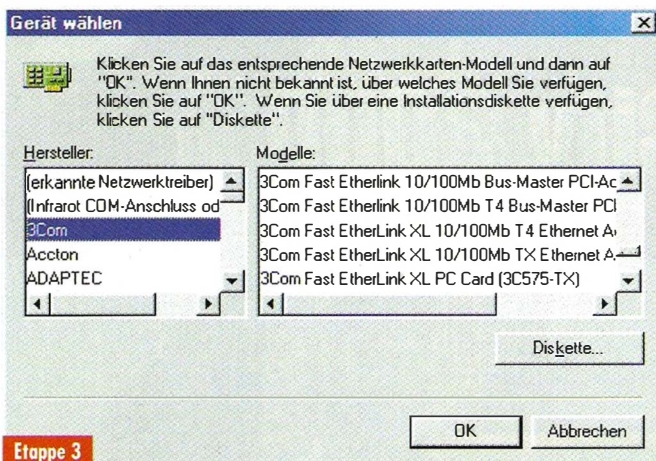 Gerät wählen
Klicken Sie auf das entsprechende Netzwerkkarten-Modell und dann auf
"OK". Wenn Ihnen nicht bekannt ist, über welches Modell Sie verfügen,
klicken Sie auf "OK". Wenn Sie über eine Installationsdiskette verfügen,
klicken Sie auf "Diskette".
Hersteller:
(erkannte Netzwerktreiber)
(Infrarot COM-Anschluss od
3Com
Accton
ADAPTEC
Modelle:
3Com Fast Etherlink 10/100Mb Bus-Master PCI-Ac
3Com Fast Etherlink 10/100Mb T4 Bus-Master PCI
3Com Fast EtherLink XL 10/100Mb T4 Ethernet A
3Com Fast EtherLink XL 10/100Mb TX Ethernet A
3Com Fast EtherLink XL PC Card (3C575-TX)
Diskette...
OK
Abbrechen
Etappe 3